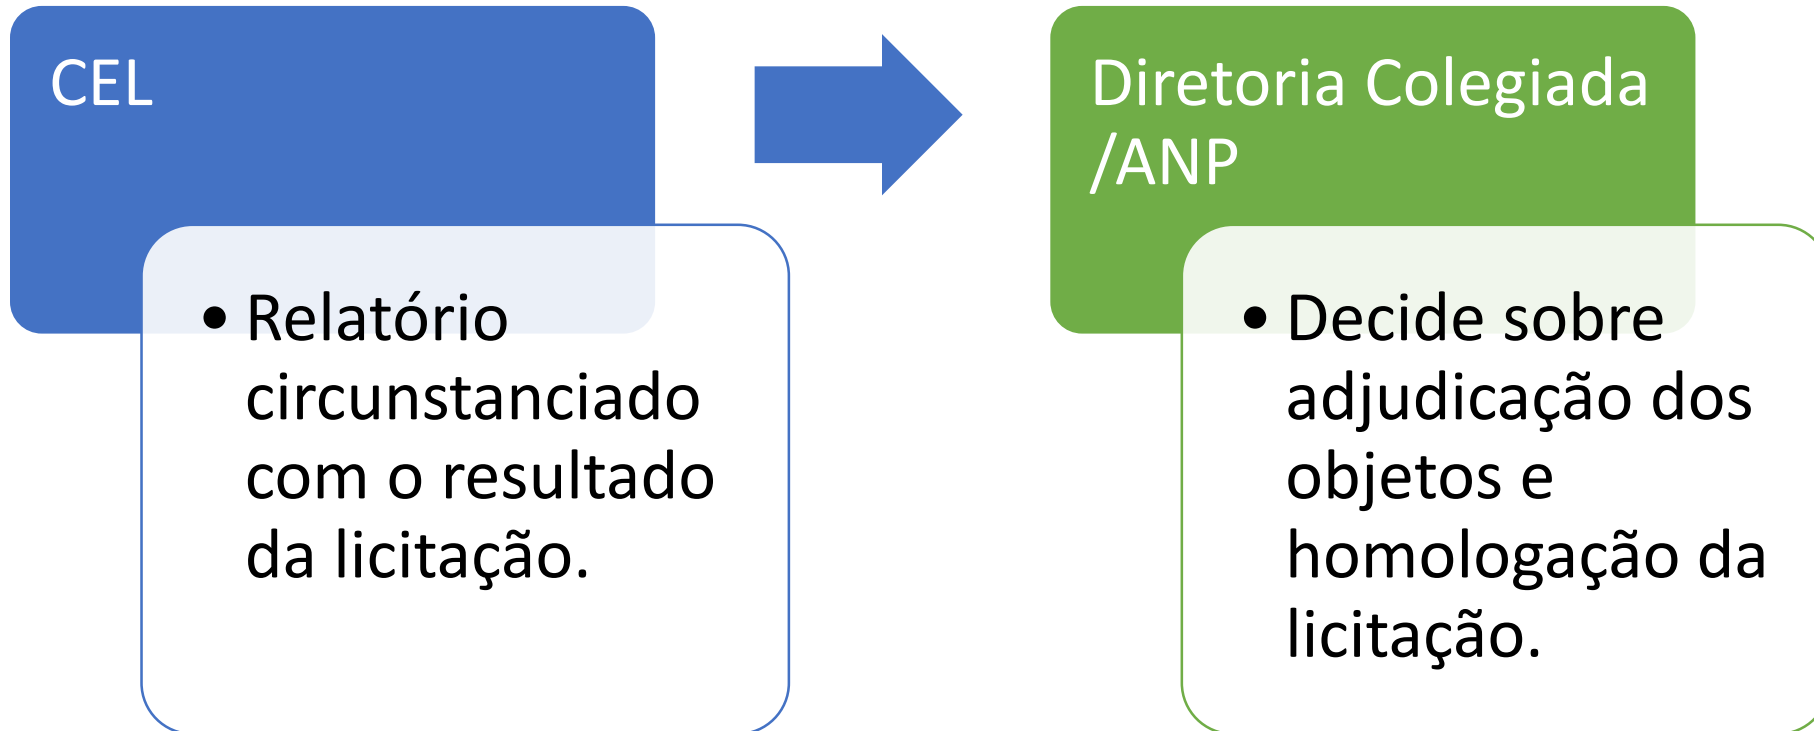 CEL
• Relatório
circunstanciado
com o resultado
da licitação.
Diretoria Colegiada
/ANP
• Decide sobre
adjudicação dos
objetos e
homologação da
licitação.